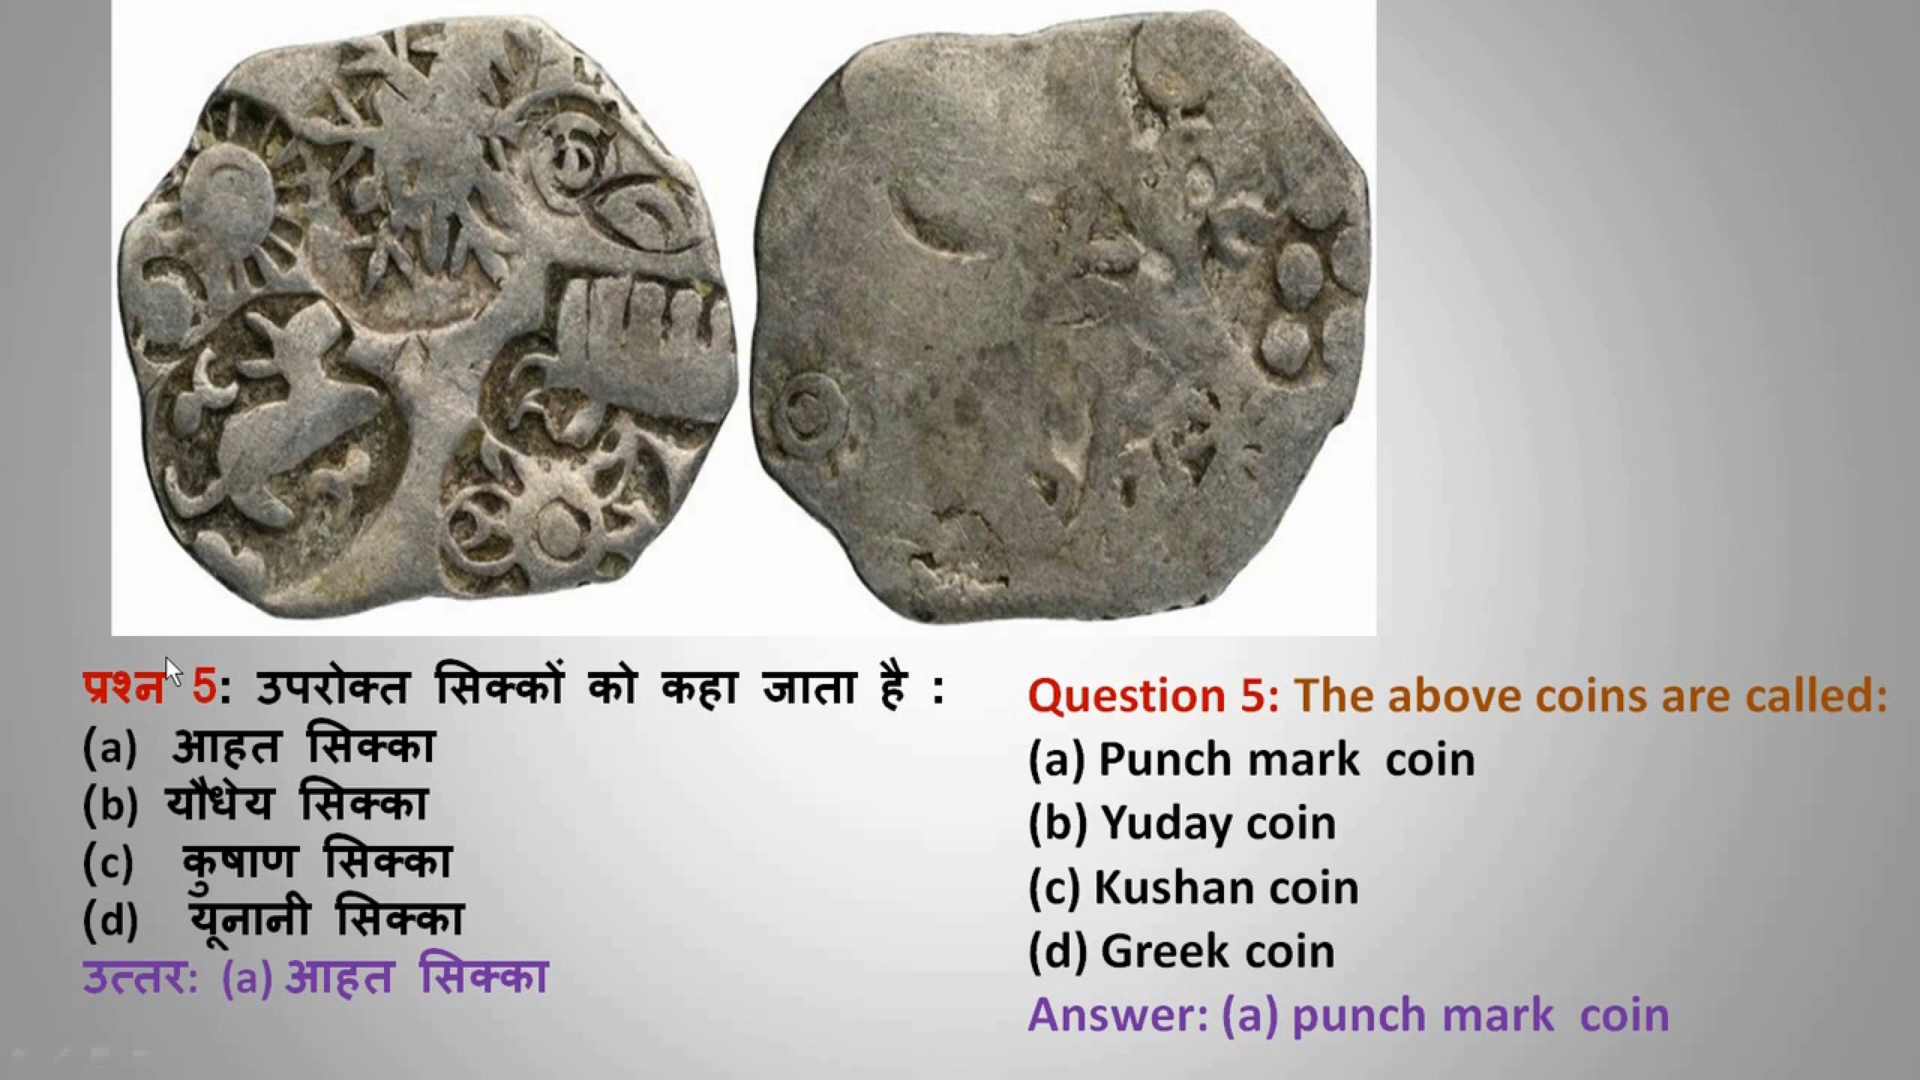 प्रश्न 5: उपरोक्त सिक्कों को कहा जाता है :
(a) आहत सिक्का
(b) यौधेय सिक्का
(c) कुषाण सिक्का
(d) यूनानी सिक्का
उत्तर: (a) आहत सिक्का
Question 5: The above coins are called:
(a) Punch mark coin
(b) Yuday coin
(c) Kushan coin
(d) Greek coin
Answer: (a) punch mark coin